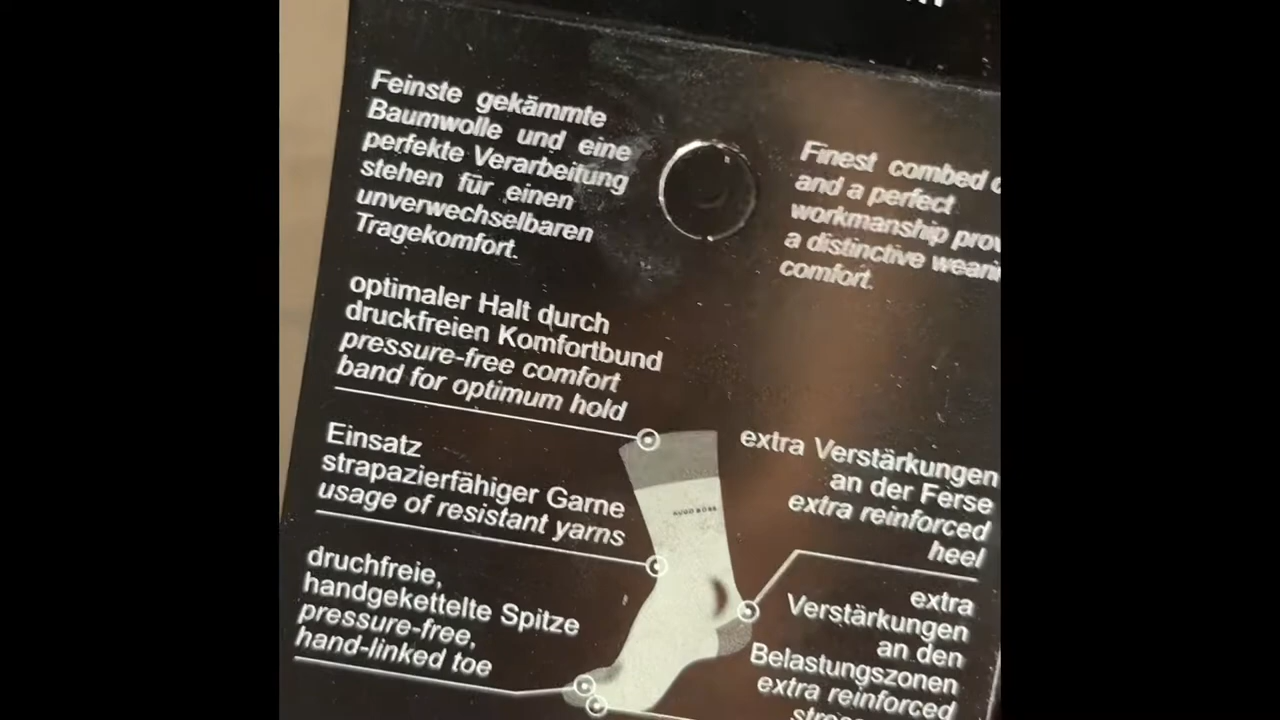 Feinste gekämmte
Baumwolle und eine
perfekte Verarbeitung
stehen für einen
unverwechselbaren
Tragekomfort.
Finest combed
and a perfect
workmanship
a distinctive
comfort.
optimaler Halt durch
druckfreien Komfortbund
pressure-free comfort
band for optimum hold
Einsatz
strapazierfähiger Garne
usage of resistant yarns
druchfreie,
handgekettelte Spitze
pressure-free,
hand-linked toe
HUGO BOSS
extra Verstärkungen
an der Ferse
extra reinforced
heel
extra
Verstärkungen
an den
Belastungszonen
extra reinforced